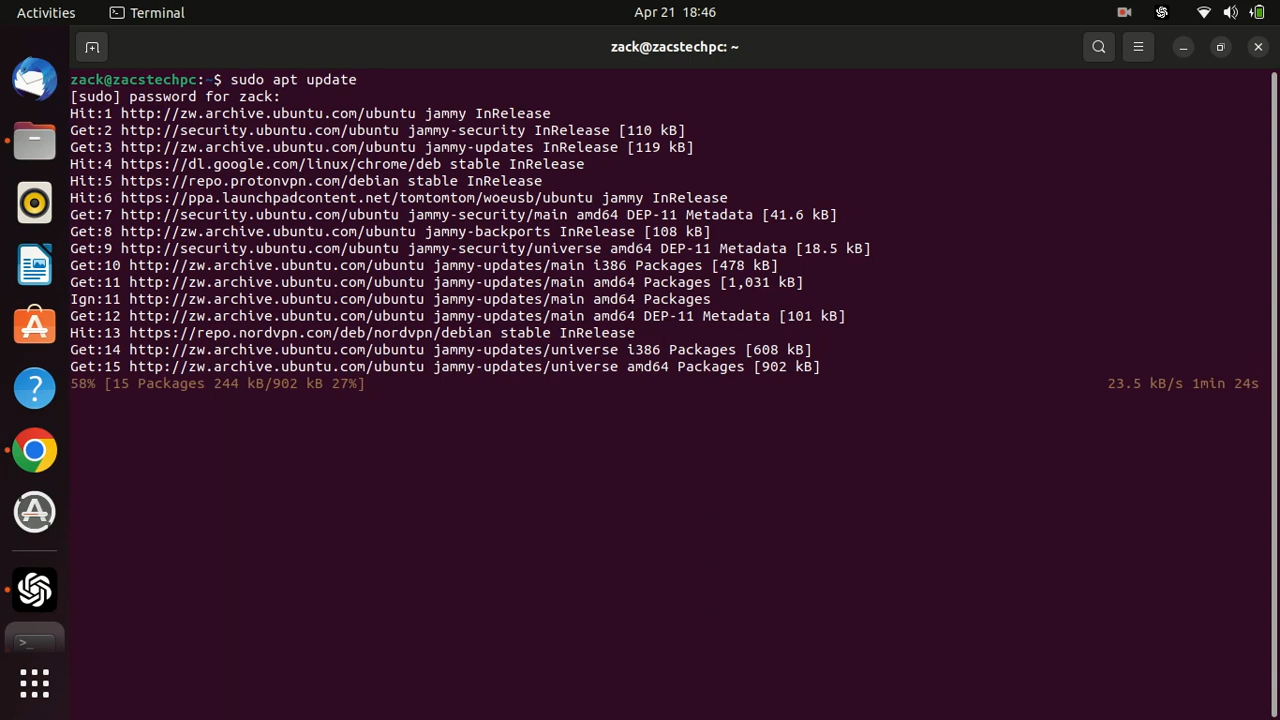 Activities
Terminal
Apr 21 18:46
zack@zacstechpc: ~
zack@zacstechpc:~$ sudo apt update
[sudo] password for zack:
Hit:1 http://zw.archive.ubuntu.com/ubuntu jammy InRelease
Get:2 http://security.ubuntu.com/ubuntu jammy-security InRelease [110 kB]
Get:3 http://zw.archive.ubuntu.com/ubuntu jammy-updates InRelease [119 kB]
Hit:4 https://dl.google.com/linux/chrome/deb stable InRelease
Hit:5 https://repo.protonvpn.com/debian stable InRelease
Hit:6 https://ppa.launchpadcontent.net/tomtomtom/woeusb/ubuntu jammy InRelease
Get:7 http://security.ubuntu.com/ubuntu jammy-security/main amd64 DEP-11 Metadata [41.6 kB]
Get:8 http://zw.archive.ubuntu.com/ubuntu jammy-backports InRelease [108 kB]
Get:9 http://security.ubuntu.com/ubuntu jammy-security/universe amd64 DEP-11 Metadata [18.5 kB]
Get:10 http://zw.archive.ubuntu.com/ubuntu jammy-updates/main i386 Packages [478 kB]
Get:11 http://zw.archive.ubuntu.com/ubuntu jammy-updates/main amd64 Packages [1,031 kB]
Ign:11 http://zw.archive.ubuntu.com/ubuntu jammy-updates/main amd64 Packages
Get:12 http://zw.archive.ubuntu.com/ubuntu jammy-updates/main amd64 DEP-11 Metadata [101 kB]
Hit:13 https://repo.nordvpn.com/deb/nordvpn/debian stable InRelease
Get:14 http://zw.archive.ubuntu.com/ubuntu jammy-updates/universe i386 Packages [608 kB]
Get:15 http://zw.archive.ubuntu.com/ubuntu jammy-updates/universe amd64 Packages [902 kB]
58% [15 Packages 244 kB/902 kB 27%] 23.5 kB/s 1min 24s